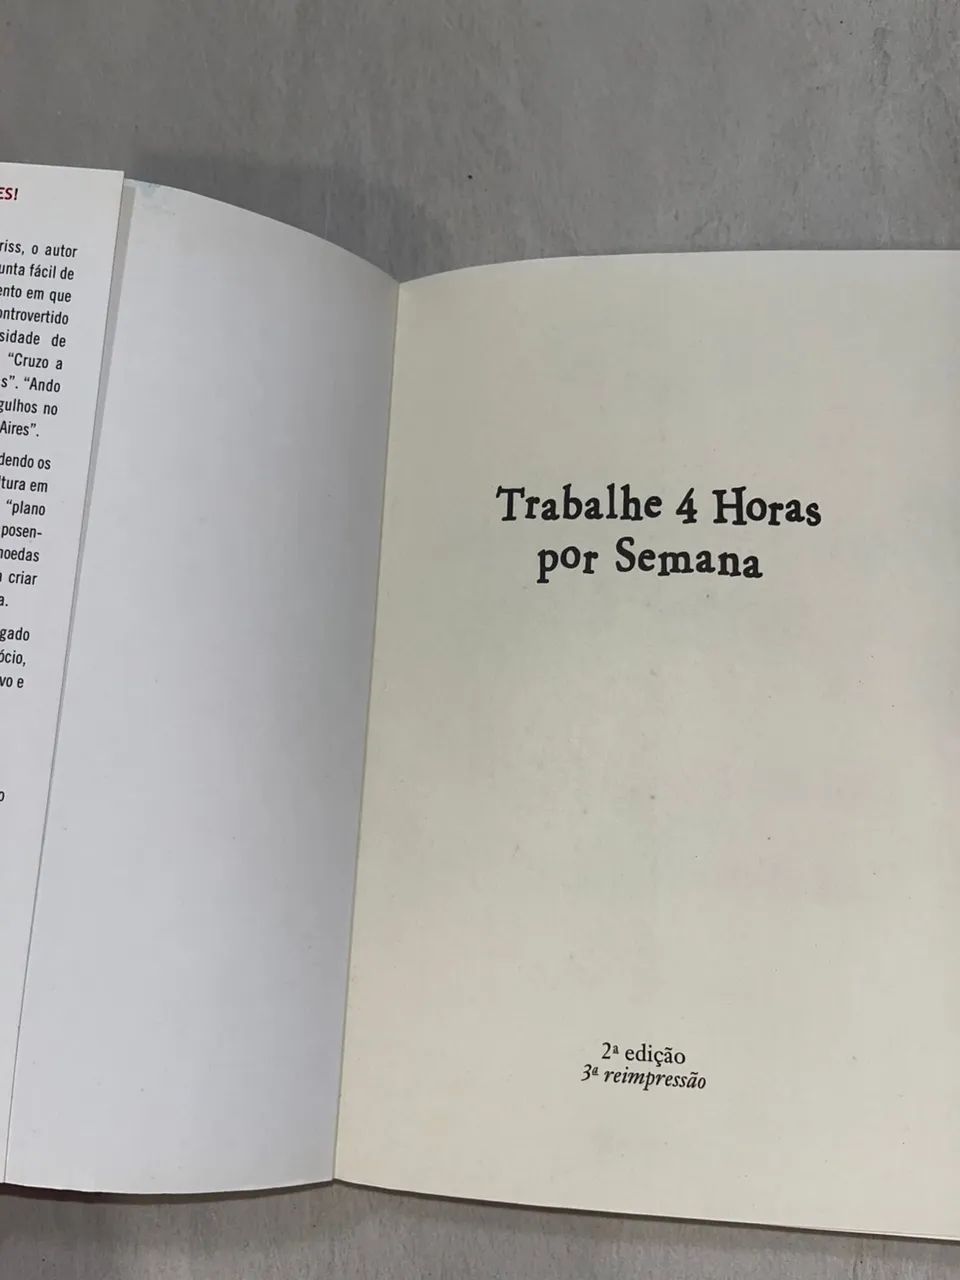 ES!
riss, o autor
unta fácil de
ento em que
ontrovertido
sidade de
“Cruzo a
s”. “Ando
gulhos no
Aires”.
dendo os
tura em
“plano
posen-
moedas
criar
a.
gado
ócio,
vo e
o
Trabalhe 4 Horas
por Semana
2ª edição
3ª reimpressão